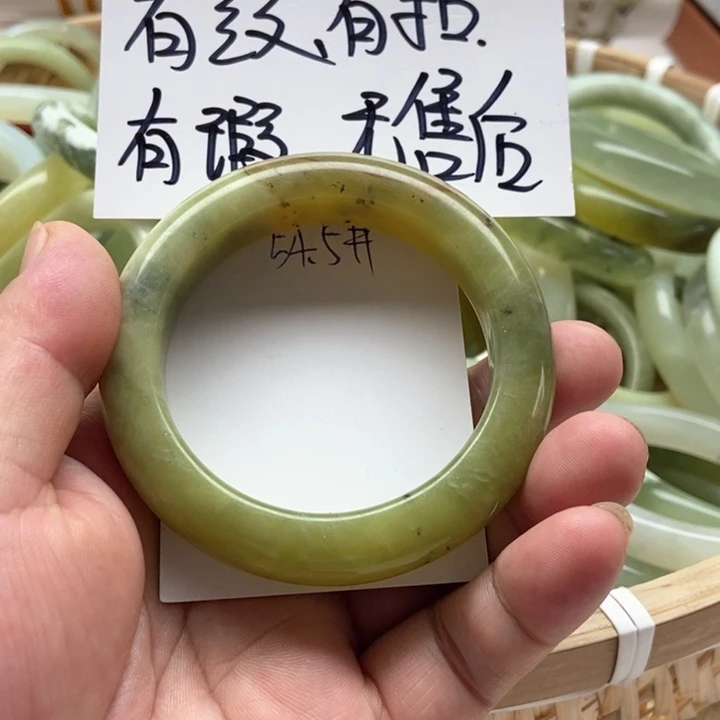 有纹、有扣.
有瑕 不售后
54.5#